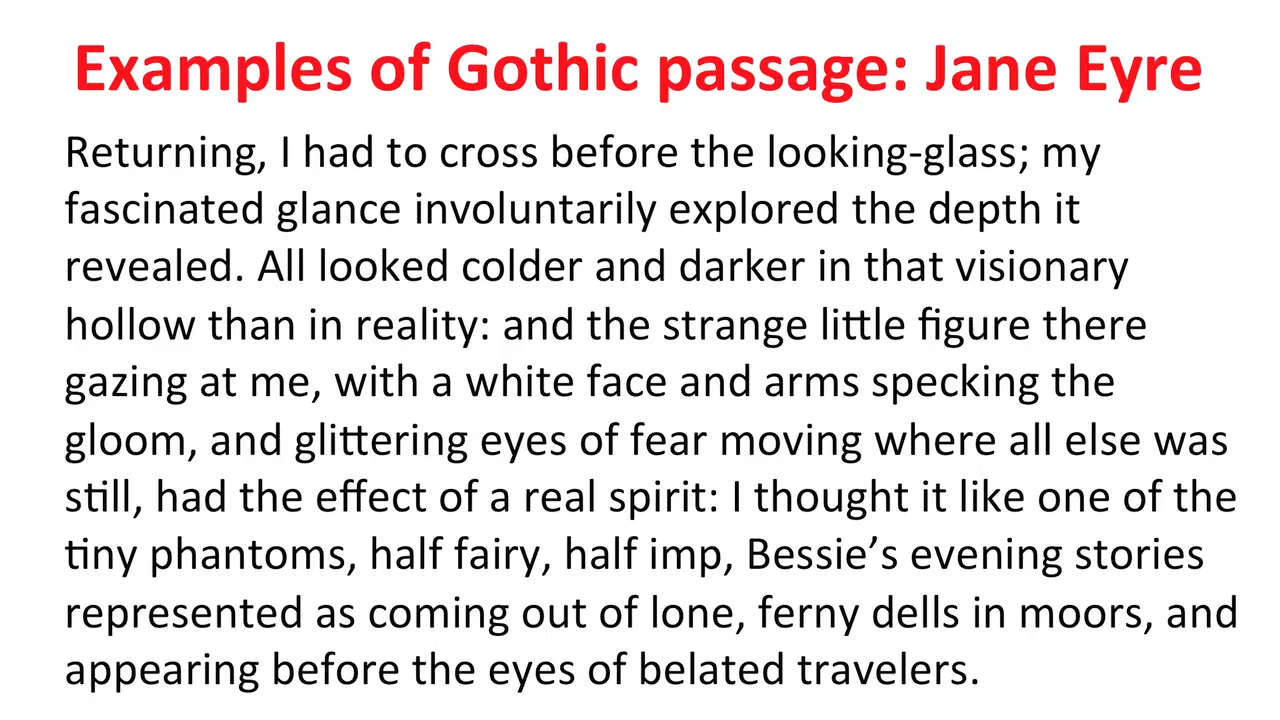 Examples of Gothic passage: Jane Eyre
Returning, I had to cross before the looking-glass; my
fascinated glance involuntarily explored the depth it
revealed. All looked colder and darker in that visionary
hollow than in reality: and the strange little figure there
gazing at me, with a white face and arms specking the
gloom, and glittering eyes of fear moving where all else was
still, had the effect of a real spirit: I thought it like one of the
tiny phantoms, half fairy, half imp, Bessie’s evening stories
represented as coming out of lone, ferny dells in moors, and
appearing before the eyes of belated travelers.